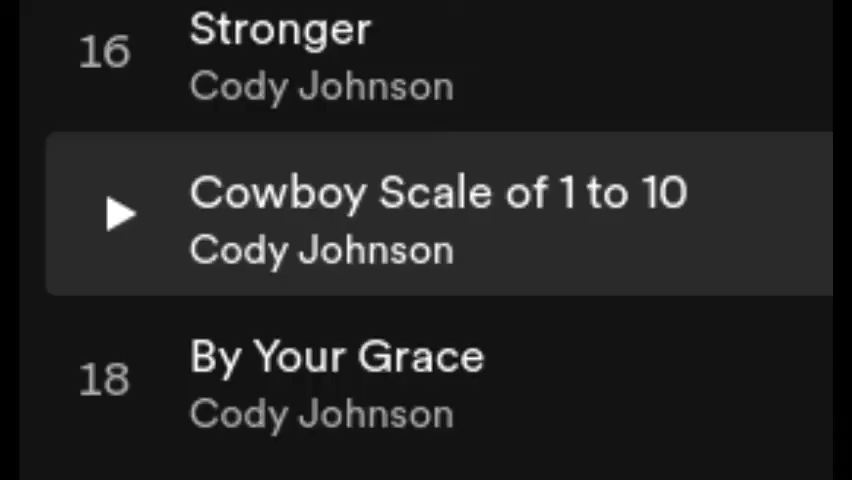 16
Stronger
Cody Johnson
Cowboy Scale of 1 to 10
Cody Johnson
18
By Your Grace
Cody Johnson